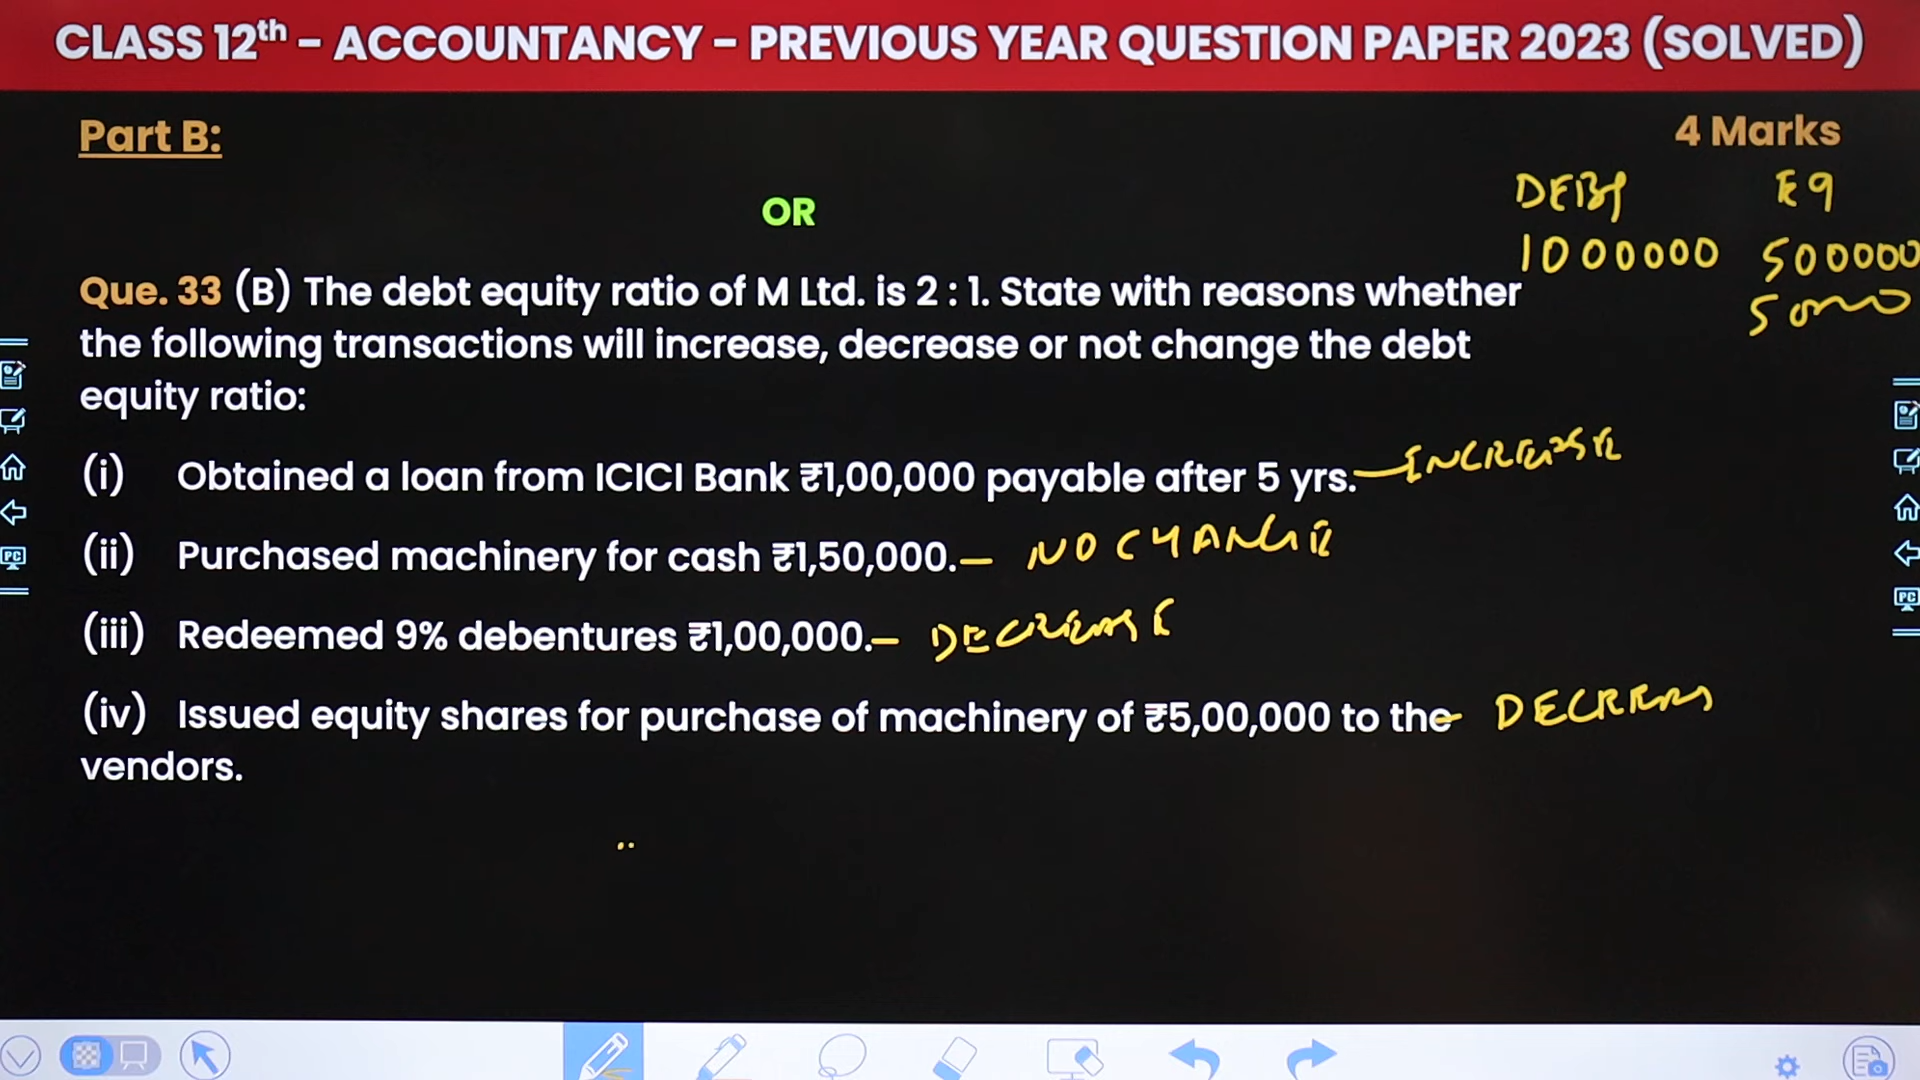 CLASS 12th - ACCOUNTANCY - PREVIOUS YEAR QUESTION PAPER 2023 (SOLVED)
Part B:
4 Marks
DEBT EQ
OR
1000000 500000
Que. 33 (B) The debt equity ratio of M Ltd. is 2 : 1. State with reasons whether
the following transactions will increase, decrease or not change the debt
equity ratio:
(i) Obtained a loan from ICICI Bank ₹1,00,000 payable after 5 yrs. — INCREASE
(ii) Purchased machinery for cash ₹1,50,000. — NO CHANGE
(iii) Redeemed 9% debentures ₹1,00,000. — DECREASE
(iv) Issued equity shares for purchase of machinery of ₹5,00,000 to the - DECREAS
vendors.
PC
PC